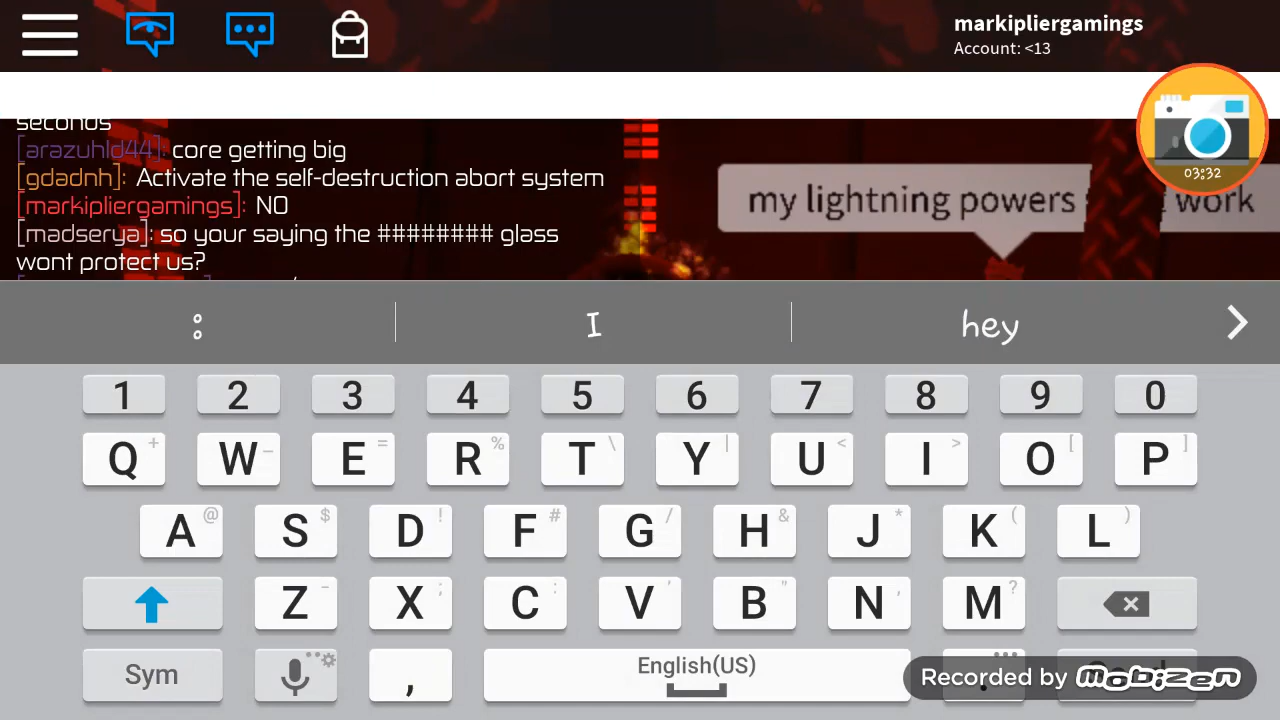 markipliergamings
Account: <13
03:32
seconds
[arazuhld44]: core getting big
[gdadnh]: Activate the self-destruction abort system
[markipliergamings]: NO
[madserya]: so your saying the ######## glass
wont protect us?
my lightning powers work
: I hey
1 2 3 4 5 6 7 8 9 0
Q + W E = R % T \ Y | U < I > O [ P ]
A @ S $ D ! F # G / H & J * K ( L )
Z - X ; C : V ' B " N , M ?
Sym , English(US)
Recorded by mobizen